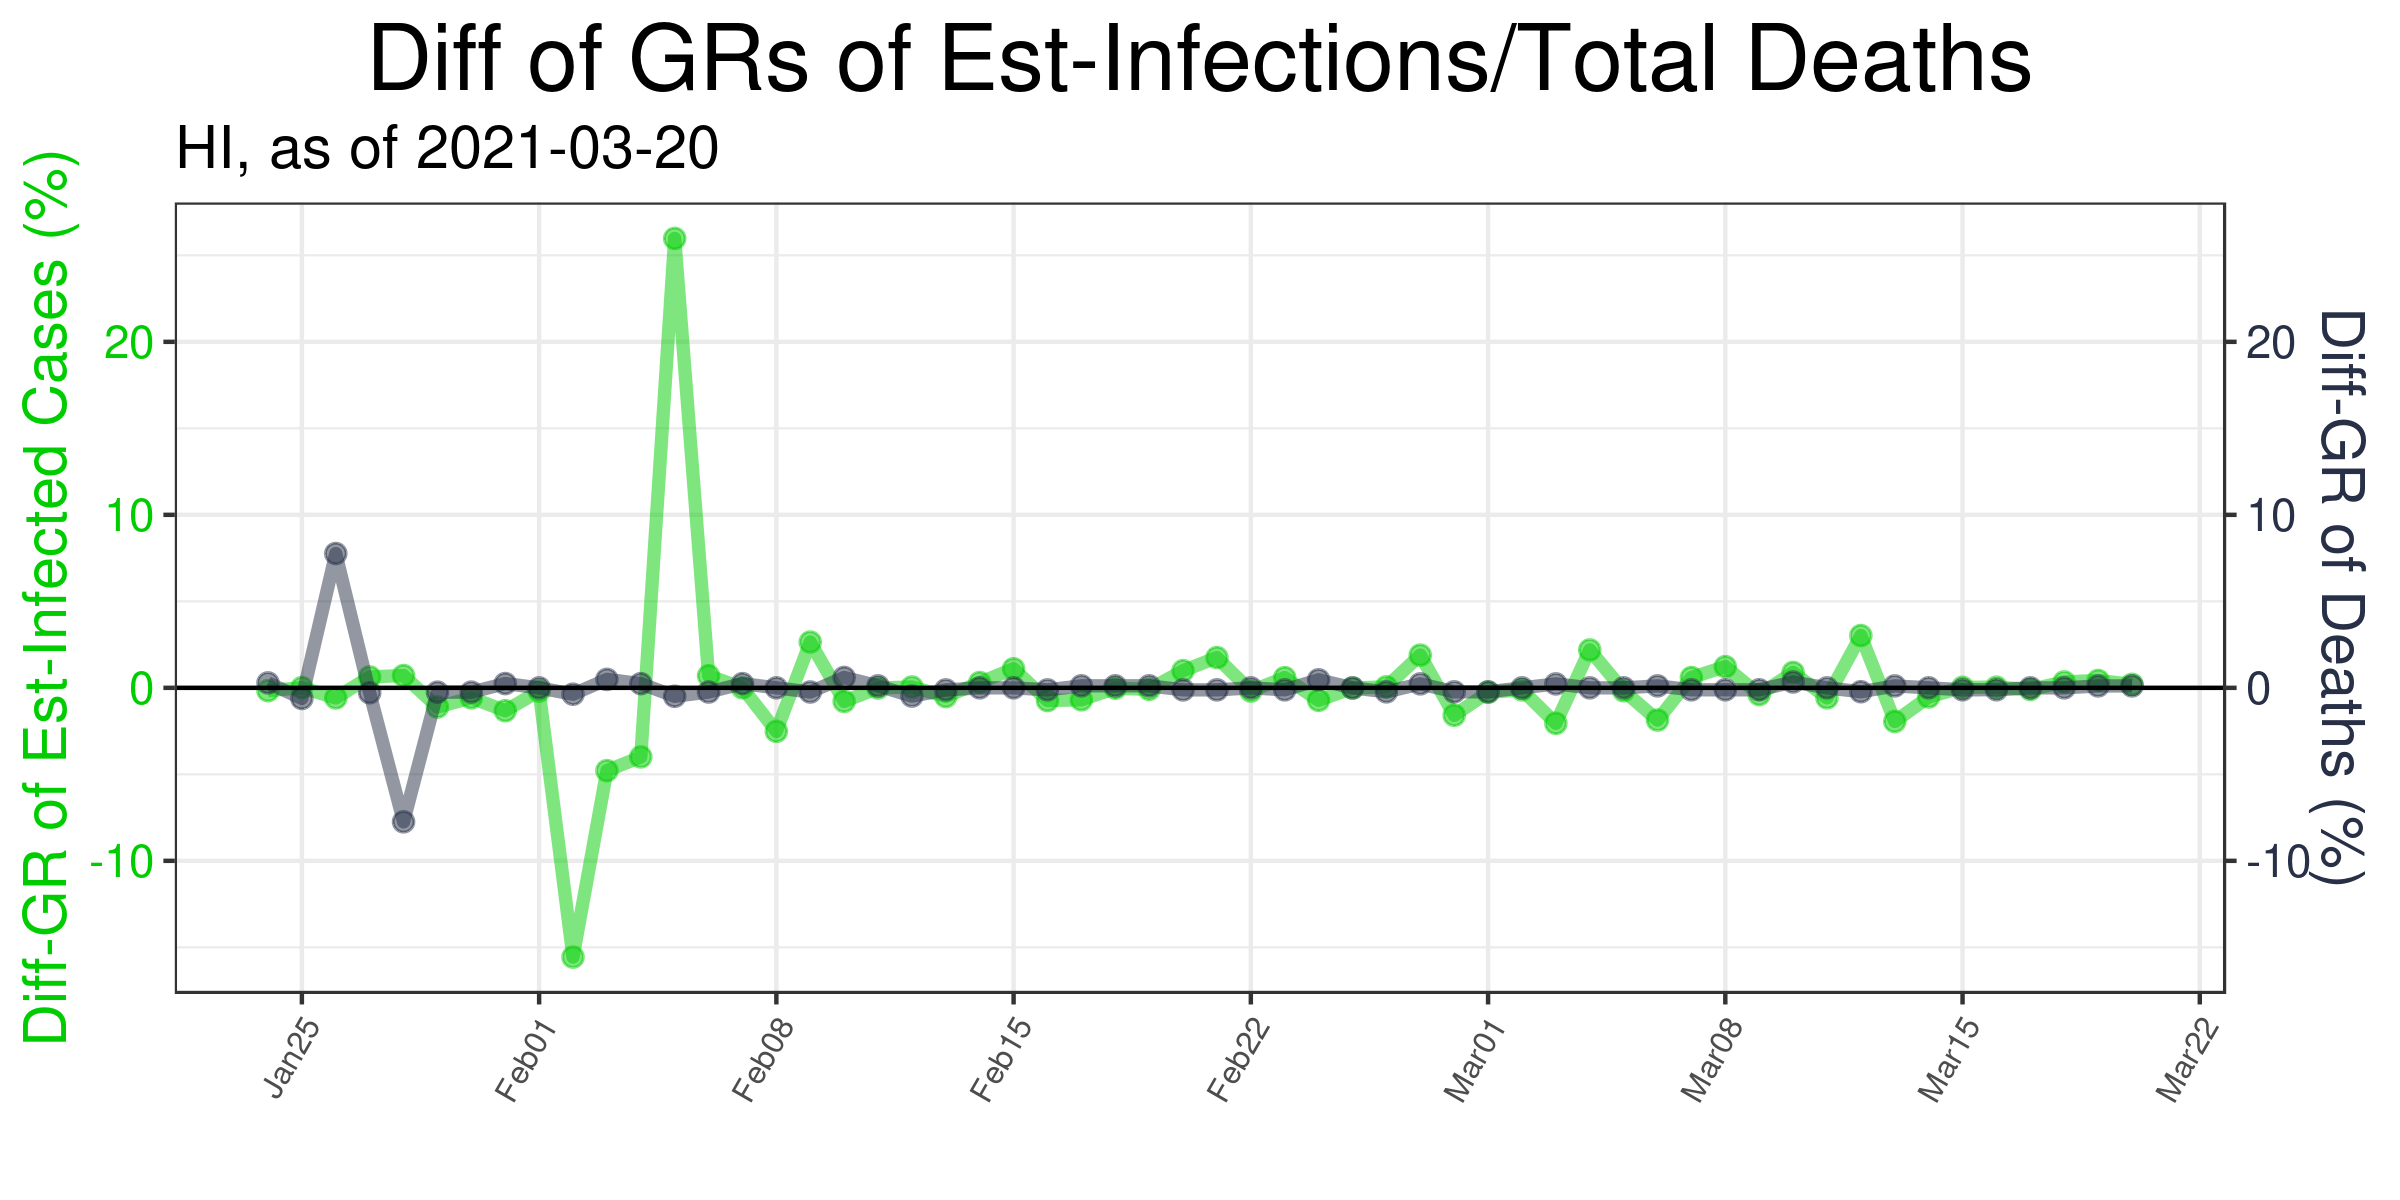 Diff of GRs of Est-Infections/Total Deaths
HI, as of 2021-03-20
Diff-GR of Est-Infected Cases (%)
20
10
0
-10
20
10
0
-10
Diff-GR of Deaths (%)
Jan25
Feb01
Feb08
Feb15
Feb22
Mar01
Mar08
Mar15
Mar22